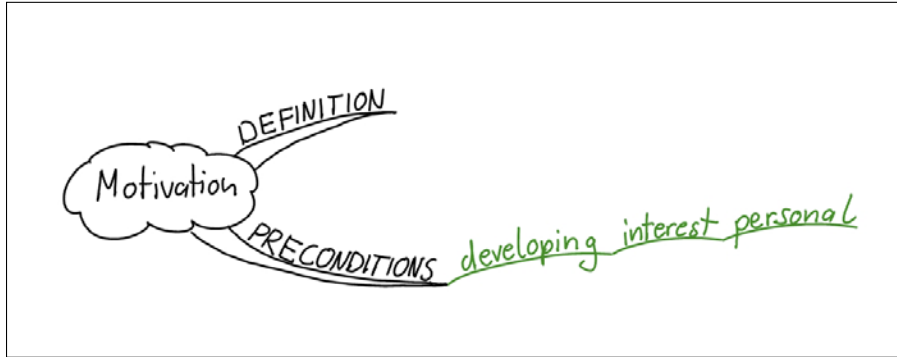 DEFINITION
Motivation
PRECONDITIONS
developing interest personal